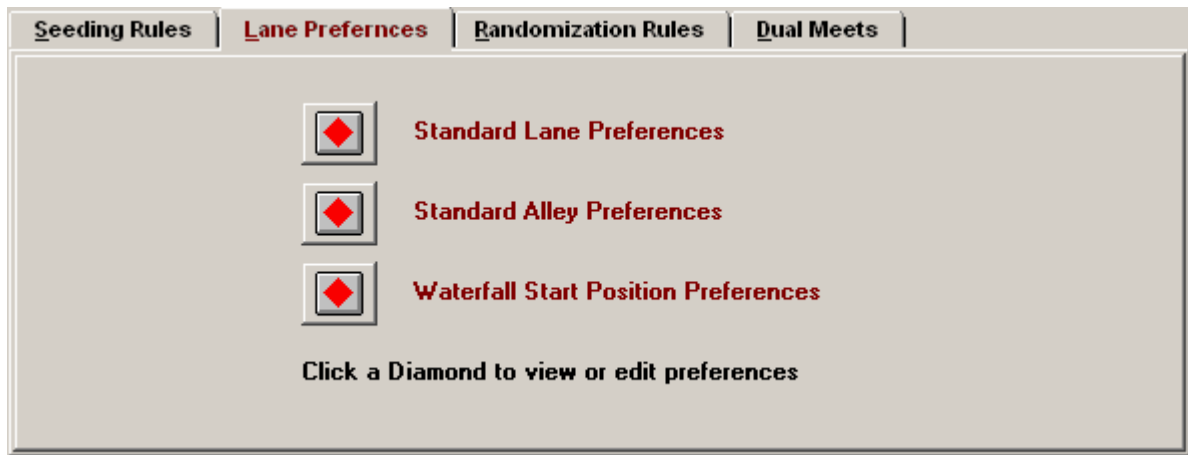 Seeding Rules
Lane Prefernces
Randomization Rules
Dual Meets
Standard Lane Preferences
Standard Alley Preferences
Waterfall Start Position Preferences
Click a Diamond to view or edit preferences